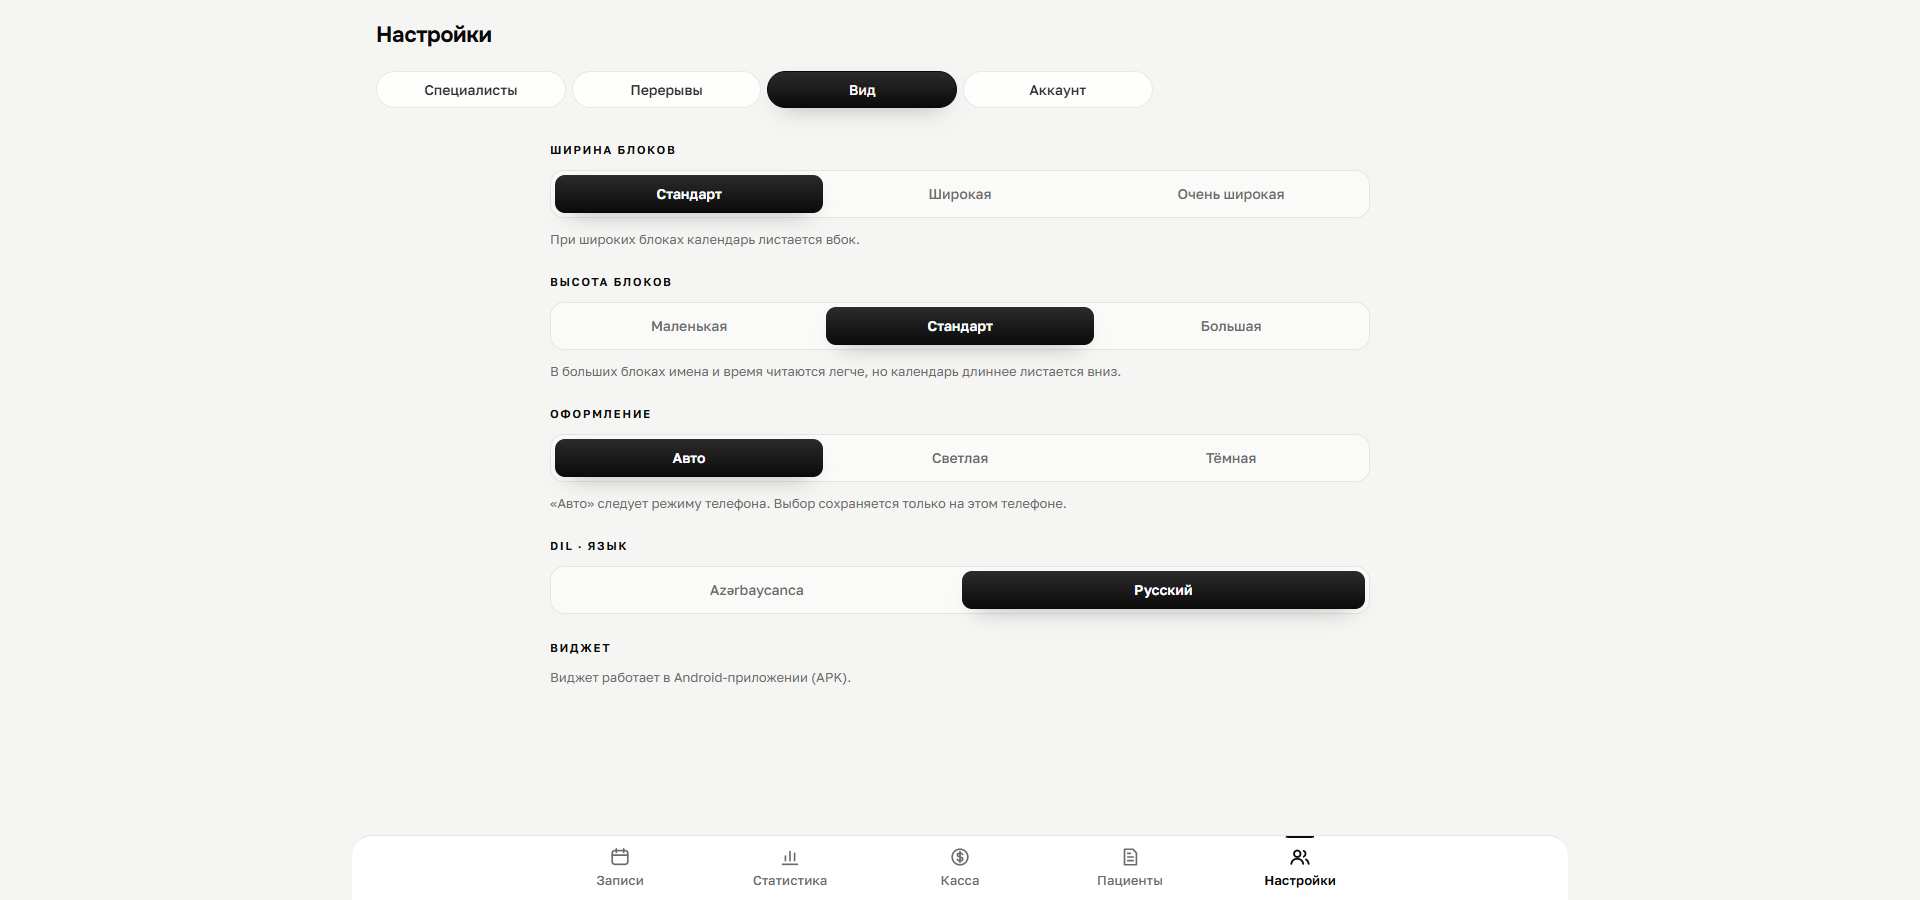 Настройки
Специалисты
Перерывы
Вид
Аккаунт
ШИРИНА БЛОКОВ
Стандарт
Широкая
Очень широкая
При широких блоках календарь листается вбок.
ВЫСОТА БЛОКОВ
Маленькая
Стандарт
Большая
В больших блоках имена и время читаются легче, но календарь длиннее листается вниз.
ОФОРМЛЕНИЕ
Авто
Светлая
Тёмная
«Авто» следует режиму телефона. Выбор сохраняется только на этом телефоне.
DIL · ЯЗЫК
Azərbaycanca
Русский
ВИДЖЕТ
Виджет работает в Android-приложении (APK).
Записи
Статистика
Касса
Пациенты
Настройки